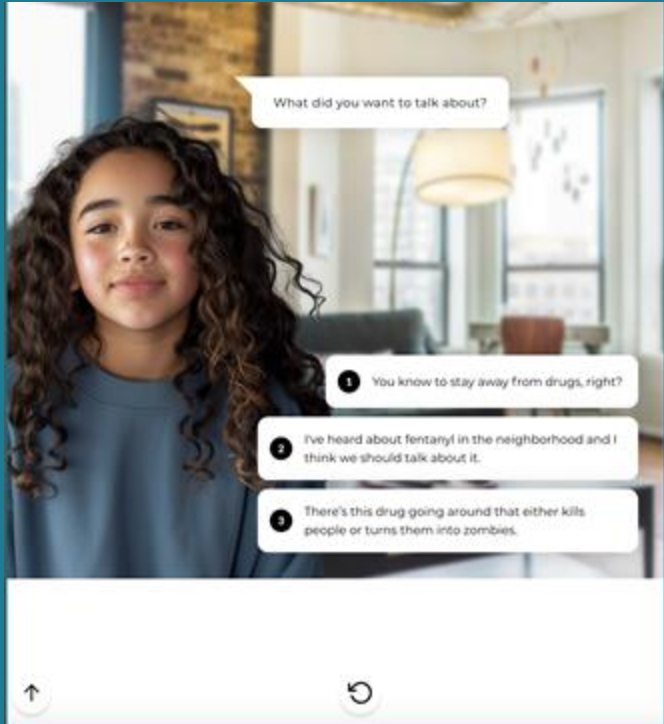 What did you want to talk about?
1 You know to stay away from drugs, right?
2 I've heard about fentanyl in the neighborhood and I
think we should talk about it.
3 There's this drug going around that either kills
people or turns them into zombies.